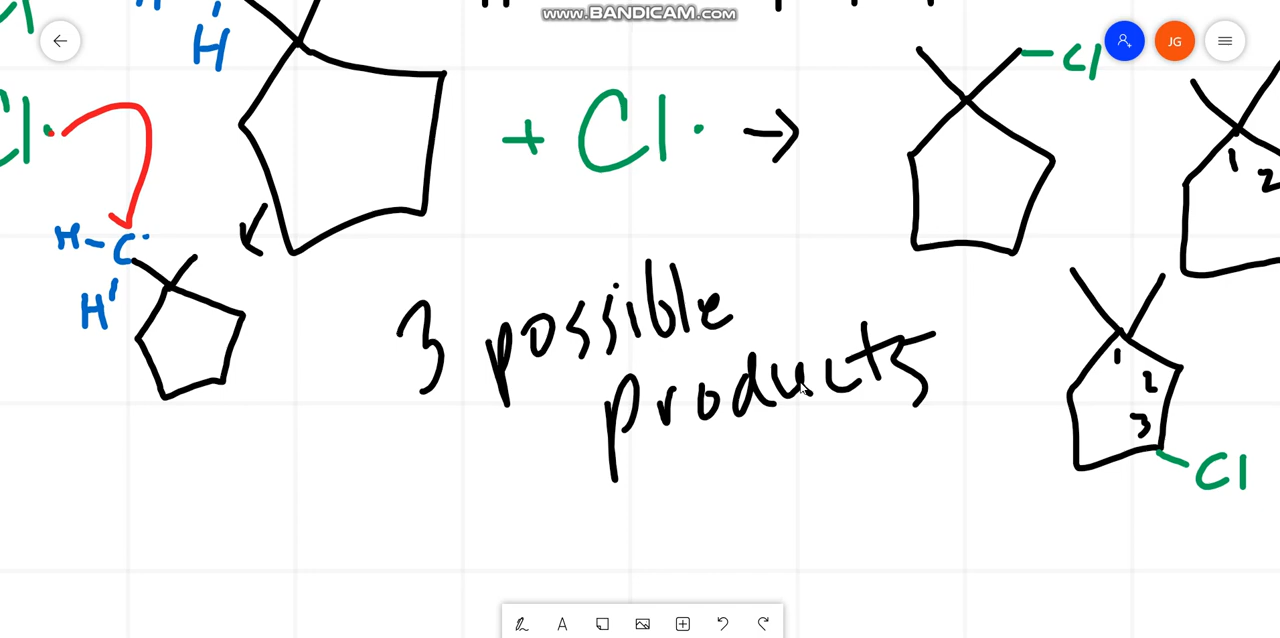 www.BANDICAM.com
JG
H
Cl·
+ Cl· →
Cl
1
2
H-C·
H
3 possible
products
1
2
3
Cl
A